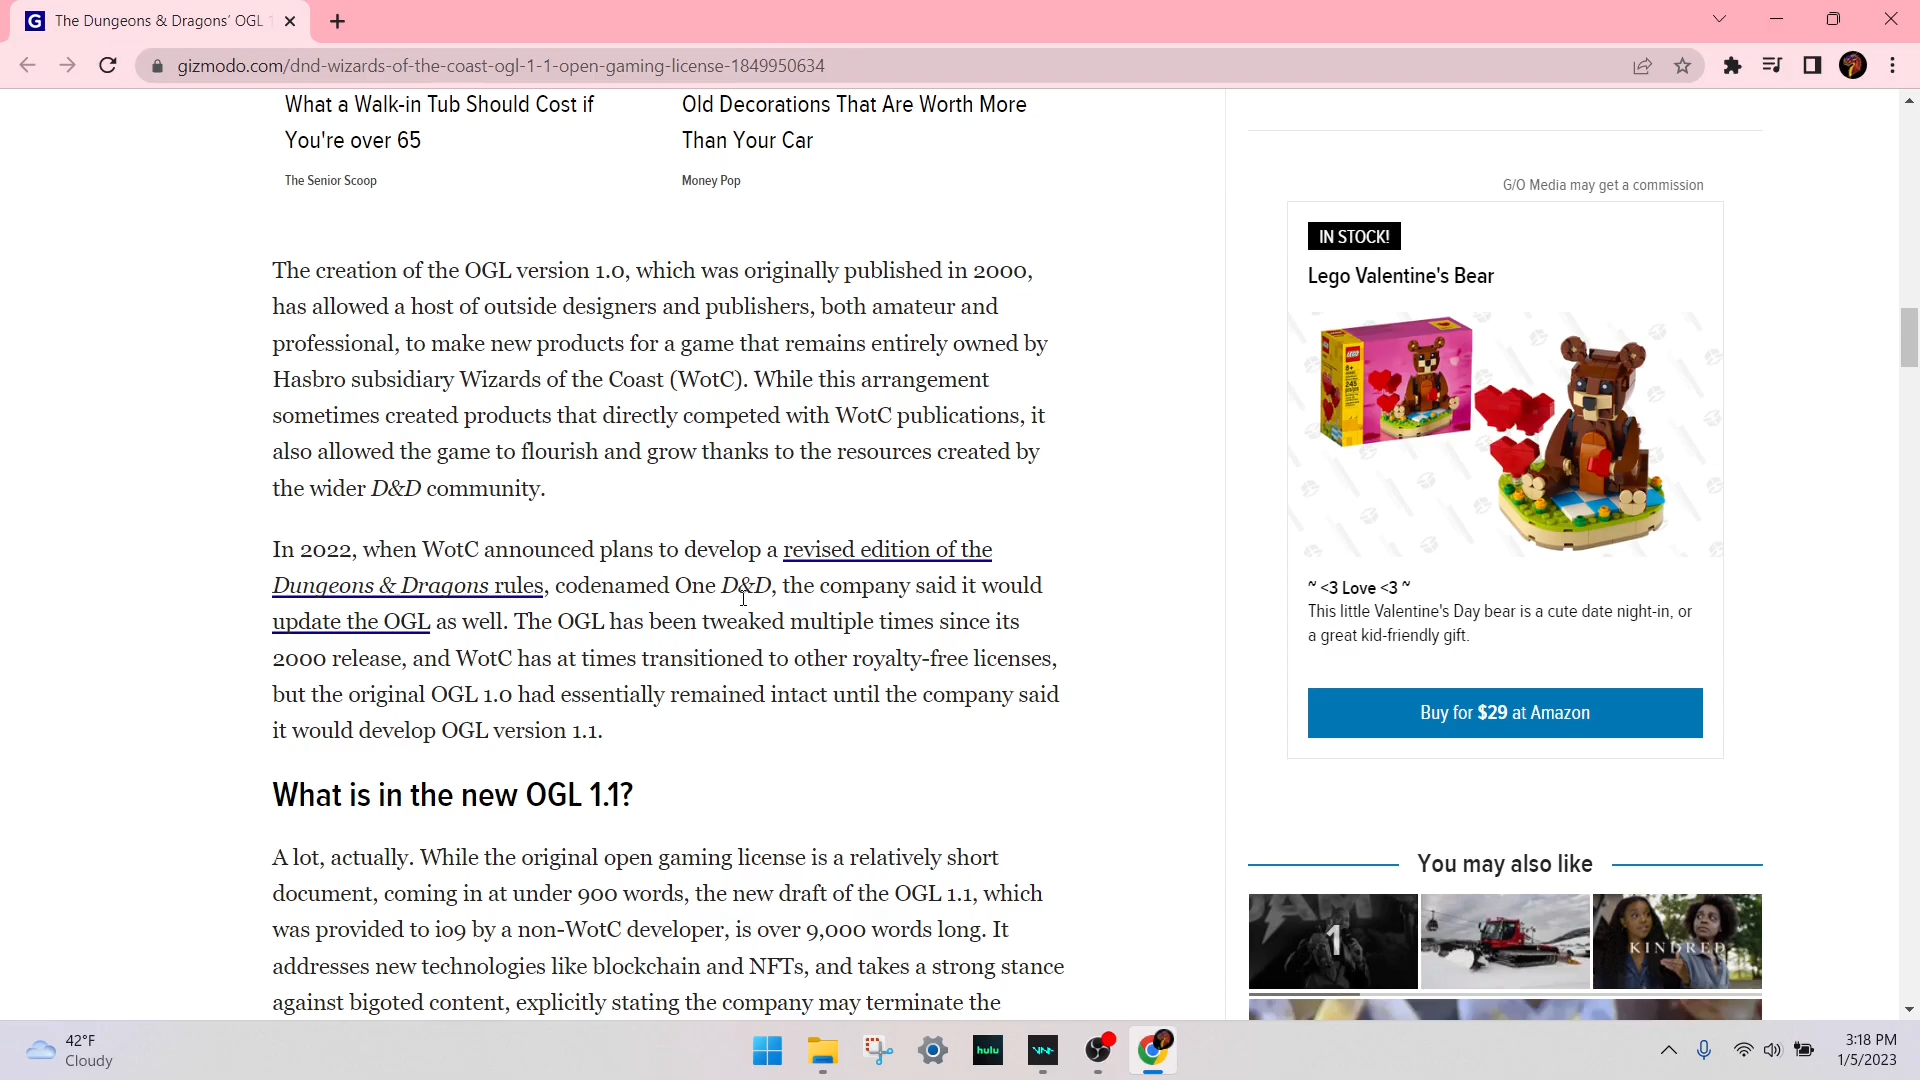 G The Dungeons & Dragons' OGL
gizmodo.com/dnd-wizards-of-the-coast-ogl-1-1-open-gaming-license-1849950634
What a Walk-in Tub Should Cost if
You're over 65
The Senior Scoop
Old Decorations That Are Worth More
Than Your Car
Money Pop
The creation of the OGL version 1.0, which was originally published in 2000,
has allowed a host of outside designers and publishers, both amateur and
professional, to make new products for a game that remains entirely owned by
Hasbro subsidiary Wizards of the Coast (WotC). While this arrangement
sometimes created products that directly competed with WotC publications, it
also allowed the game to flourish and grow thanks to the resources created by
the wider D&D community.
In 2022, when WotC announced plans to develop a revised edition of the
Dungeons & Dragons rules, codenamed One D&D, the company said it would
update the OGL as well. The OGL has been tweaked multiple times since its
2000 release, and WotC has at times transitioned to other royalty-free licenses,
but the original OGL 1.0 had essentially remained intact until the company said
it would develop OGL version 1.1.
What is in the new OGL 1.1?
A lot, actually. While the original open gaming license is a relatively short
document, coming in at under 900 words, the new draft of the OGL 1.1, which
was provided to io9 by a non-WotC developer, is over 9,000 words long. It
addresses new technologies like blockchain and NFTs, and takes a strong stance
against bigoted content, explicitly stating the company may terminate the
G/O Media may get a commission
IN STOCK!
Lego Valentine's Bear
~ <3 Love <3 ~
This little Valentine's Day bear is a cute date night-in, or
a great kid-friendly gift.
Buy for $29 at Amazon
You may also like
1
KINDRED
42°F
Cloudy
hulu
3:18 PM
1/5/2023